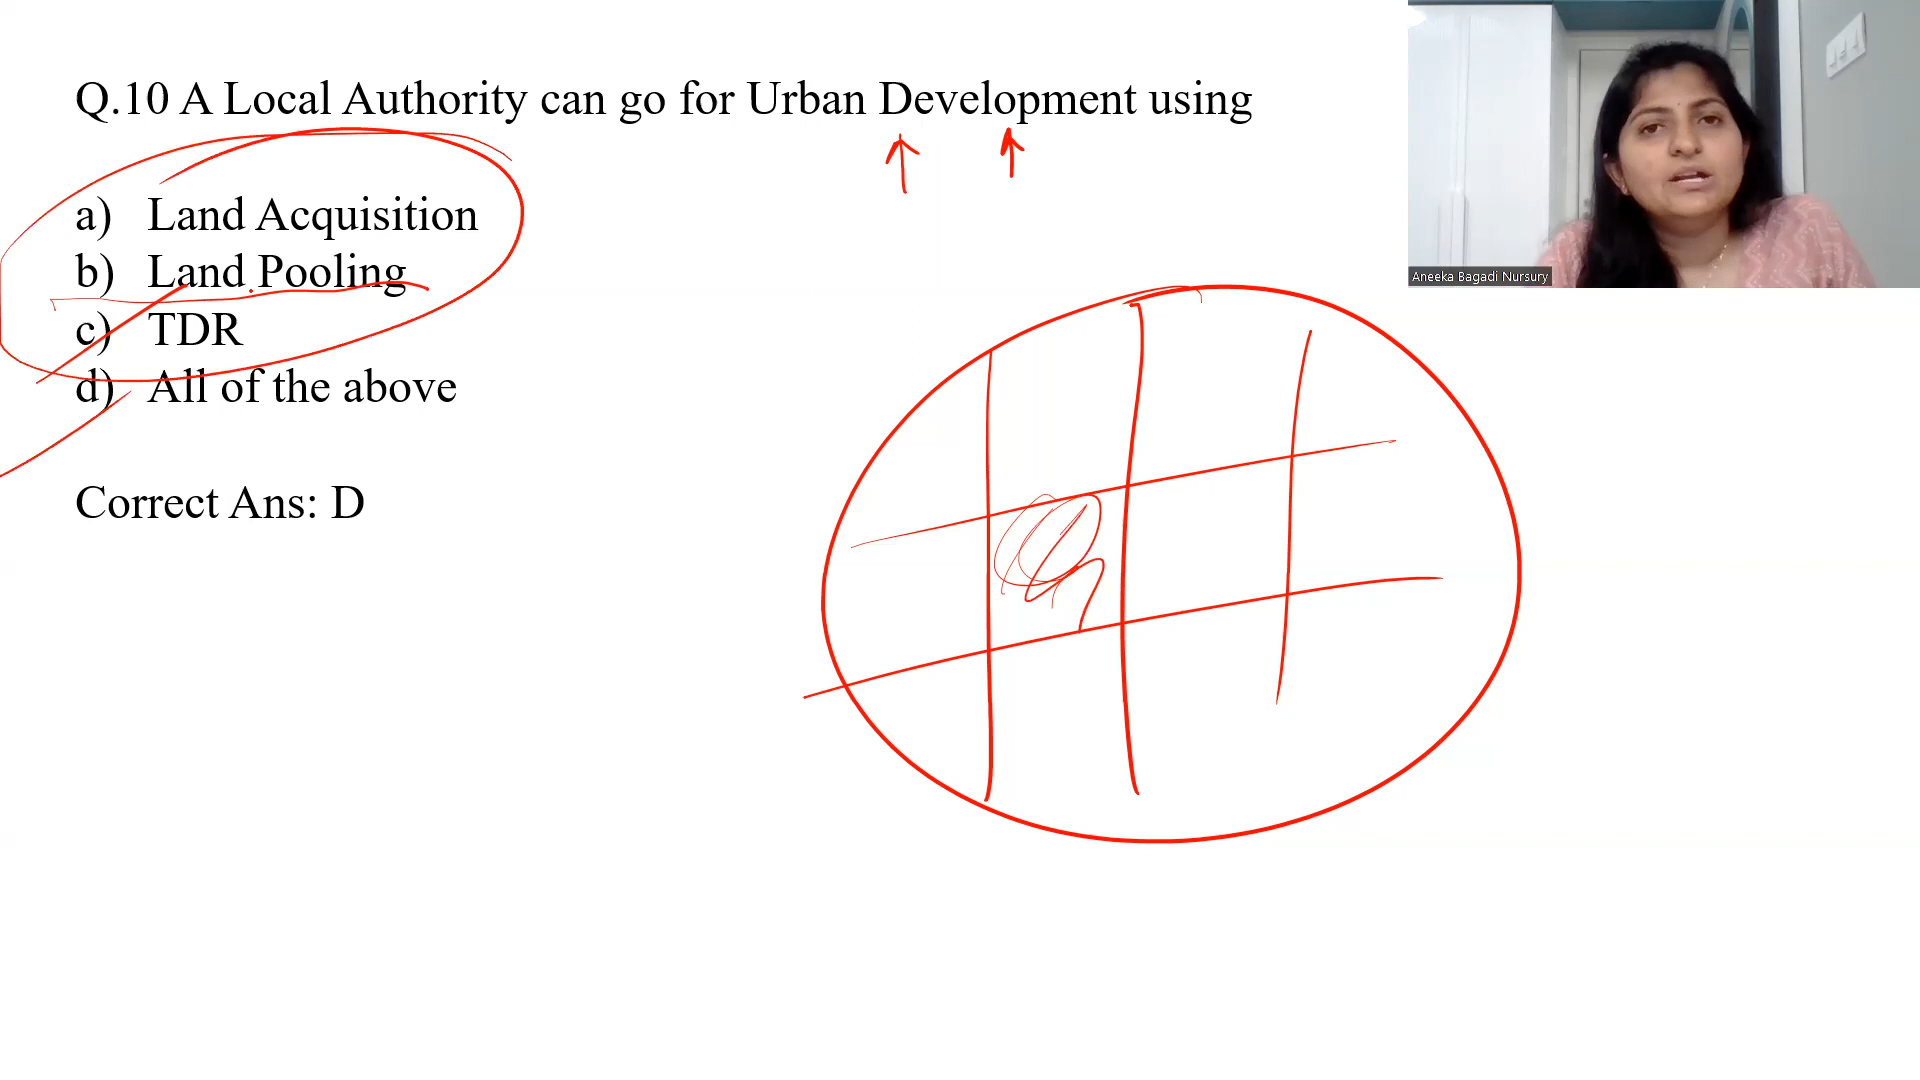 Q.10 A Local Authority can go for Urban Development using
a) Land Acquisition
b) Land Pooling
c) TDR
d) All of the above
Correct Ans: D
Aneeka Bagadi Nursury